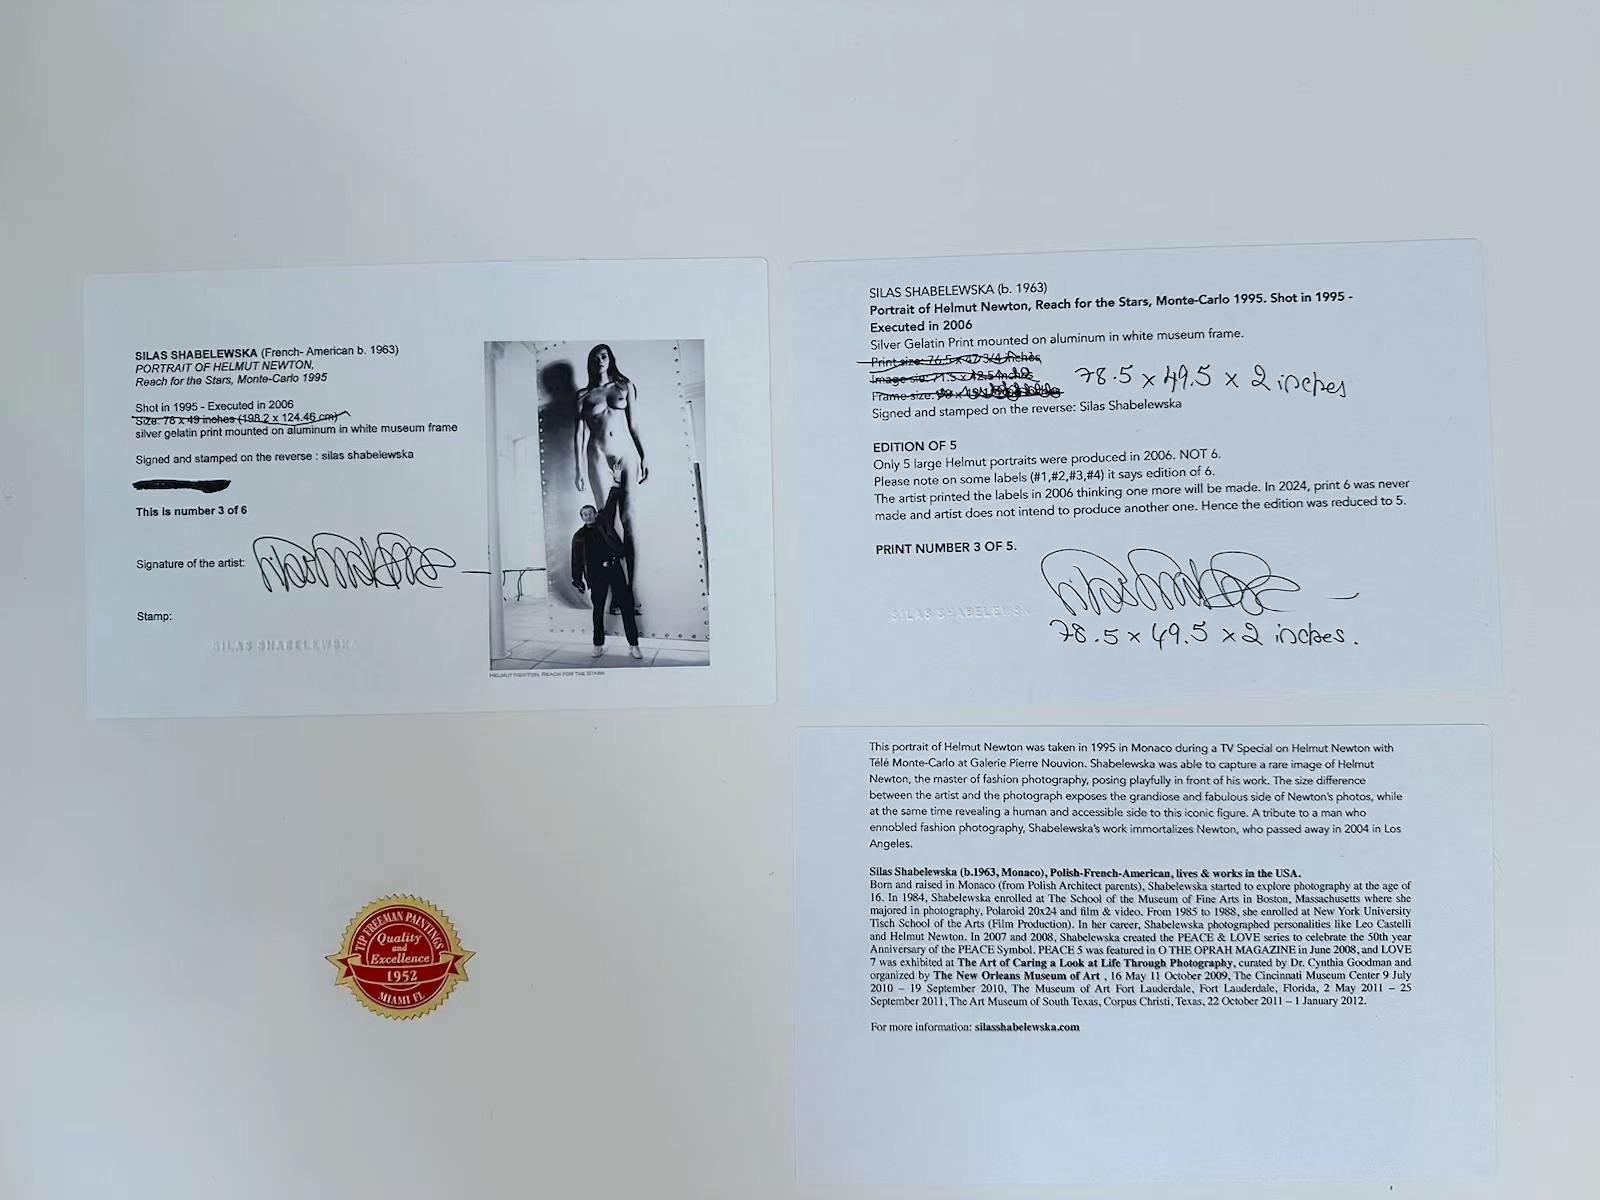 SILAS SHABELEWSKA (French- American b. 1963)
PORTRAIT OF HELMUT NEWTON,
Reach for the Stars, Monte-Carlo 1995
Shot in 1995 - Executed in 2006
Size: 78 x 49 inches (198.2 x 124.46 cm)
silver gelatin print mounted on aluminum in white museum frame
Signed and stamped on the reverse : silas shabelewska
This is number 3 of 6
Signature of the artist:
Stamp:
SILAS SHABELEWSKA
HELMUT NEWTON, REACH FOR THE STARS
SILAS SHABELEWSKA (b. 1963)
Portrait of Helmut Newton, Reach for the Stars, Monte-Carlo 1995. Shot in 1995 -
Executed in 2006
Silver Gelatin Print mounted on aluminum in white museum frame.
Print size: 76.5 x 47 3/4 inches
Image sie: 71.5 x 42.5 inches
Frame size:
78.5 x 49.5 x 2 inches
Signed and stamped on the reverse: Silas Shabelewska
EDITION OF 5
Only 5 large Helmut portraits were produced in 2006. NOT 6.
Please note on some labels (#1,#2,#3,#4) it says edition of 6.
The artist printed the labels in 2006 thinking one more will be made. In 2024, print 6 was never
made and artist does not intend to produce another one. Hence the edition was reduced to 5.
PRINT NUMBER 3 OF 5.
SILAS SHABELEWSK
78.5 x 49.5 x 2 inches.
This portrait of Helmut Newton was taken in 1995 in Monaco during a TV Special on Helmut Newton with
Télé Monte-Carlo at Galerie Pierre Nouvion. Shabelewska was able to capture a rare image of Helmut
Newton, the master of fashion photography, posing playfully in front of his work. The size difference
between the artist and the photograph exposes the grandiose and fabulous side of Newton's photos, while
at the same time revealing a human and accessible side to this iconic figure. A tribute to a man who
ennobled fashion photography, Shabelewska's work immortalizes Newton, who passed away in 2004 in Los
Angeles.
Silas Shabelewska (b.1963, Monaco), Polish-French-American, lives & works in the USA.
Born and raised in Monaco (from Polish Architect parents), Shabelewska started to explore photography at the age of
16. In 1984, Shabelewska enrolled at The School of the Museum of Fine Arts in Boston, Massachusetts where she
majored in photography, Polaroid 20x24 and film & video. From 1985 to 1988, she enrolled at New York University
Tisch School of the Arts (Film Production). In her career, Shabelewska photographed personalities like Leo Castelli
and Helmut Newton. In 2007 and 2008, Shabelewska created the PEACE & LOVE series to celebrate the 50th year
Anniversary of the PEACE Symbol. PEACE 5 was featured in O THE OPRAH MAGAZINE in June 2008, and LOVE
7 was exhibited at The Art of Caring a Look at Life Through Photography, curated by Dr. Cynthia Goodman and
organized by The New Orleans Museum of Art , 16 May 11 October 2009, The Cincinnati Museum Center 9 July
2010 – 19 September 2010, The Museum of Art Fort Lauderdale, Fort Lauderdale, Florida, 2 May 2011 – 25
September 2011, The Art Museum of South Texas, Corpus Christi, Texas, 22 October 2011 – 1 January 2012.
For more information: silasshabelewska.com
TIP FREEMAN PAINTINGS
Quality
and
Excellence
1952
MIAMI FL